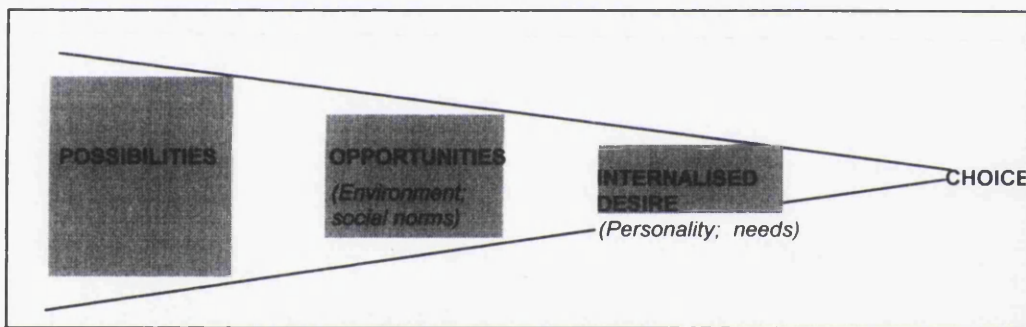 POSSIBILITIES
OPPORTUNITIES
(Environment;
social norms)
INTERNALISED
DESIRE
(Personality; needs)
CHOICE